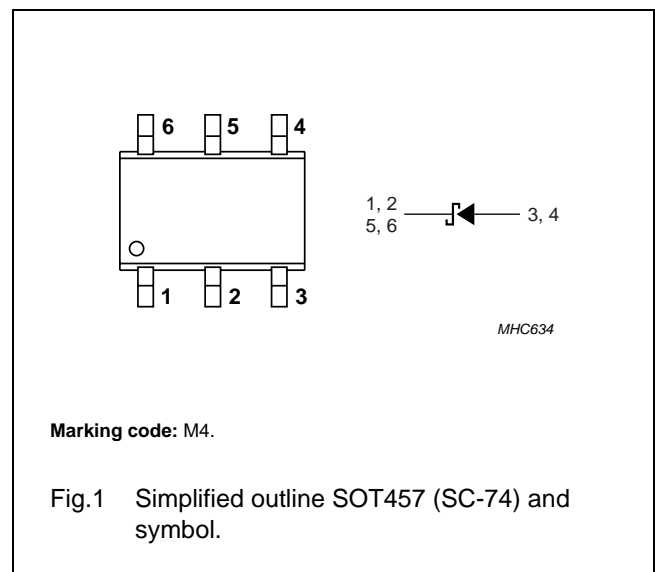 6 5 4
1, 2
5, 6
3, 4
1 2 3
MHC634
Marking code: M4.
Fig.1 Simplified outline SOT457 (SC-74) and
symbol.